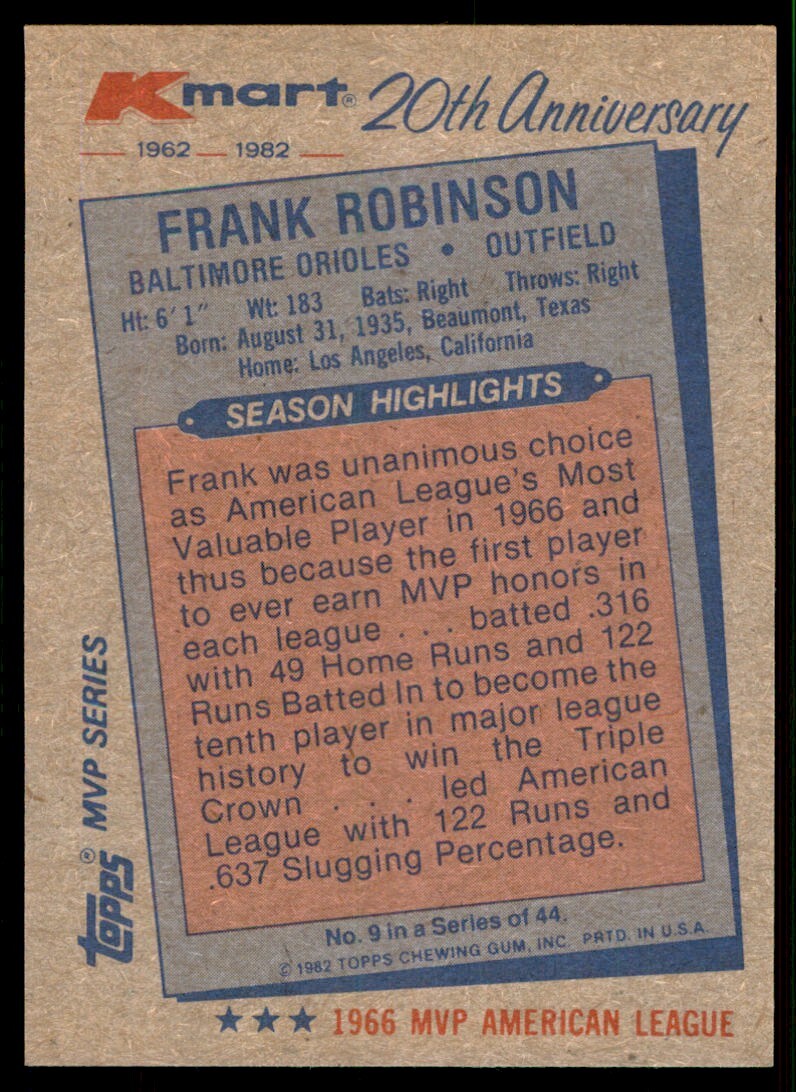 Kmart® 20th Anniversary
1962 1982
FRANK ROBINSON
BALTIMORE ORIOLES • OUTFIELD
Ht: 6' 1" Wt: 183 Bats: Right Throws: Right
Born: August 31, 1935, Beaumont, Texas
Home: Los Angeles, California
SEASON HIGHLIGHTS
Frank was unanimous choice
as American League's Most
Valuable Player in 1966 and
thus because the first player
to ever earn MVP honors in
each league . . . batted .316
with 49 Home Runs and 122
Runs Batted In to become the
tenth player in major league
history to win the Triple
Crown . . . led American
League with 122 Runs and
.637 Slugging Percentage.
No. 9 in a Series of 44.
© 1982 TOPPS CHEWING GUM, INC. PRTD. IN U.S.A.
topps® MVP SERIES
★★★ 1966 MVP AMERICAN LEAGUE